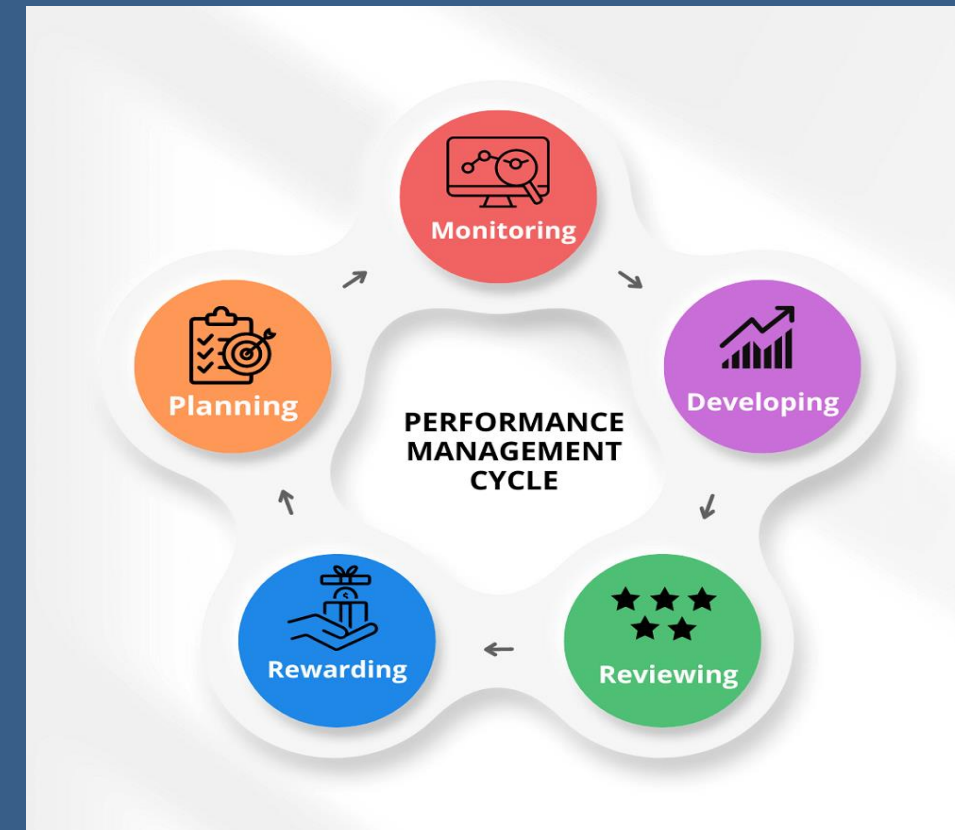 Monitoring
Planning
Developing
PERFORMANCE
MANAGEMENT
CYCLE
Rewarding
Reviewing